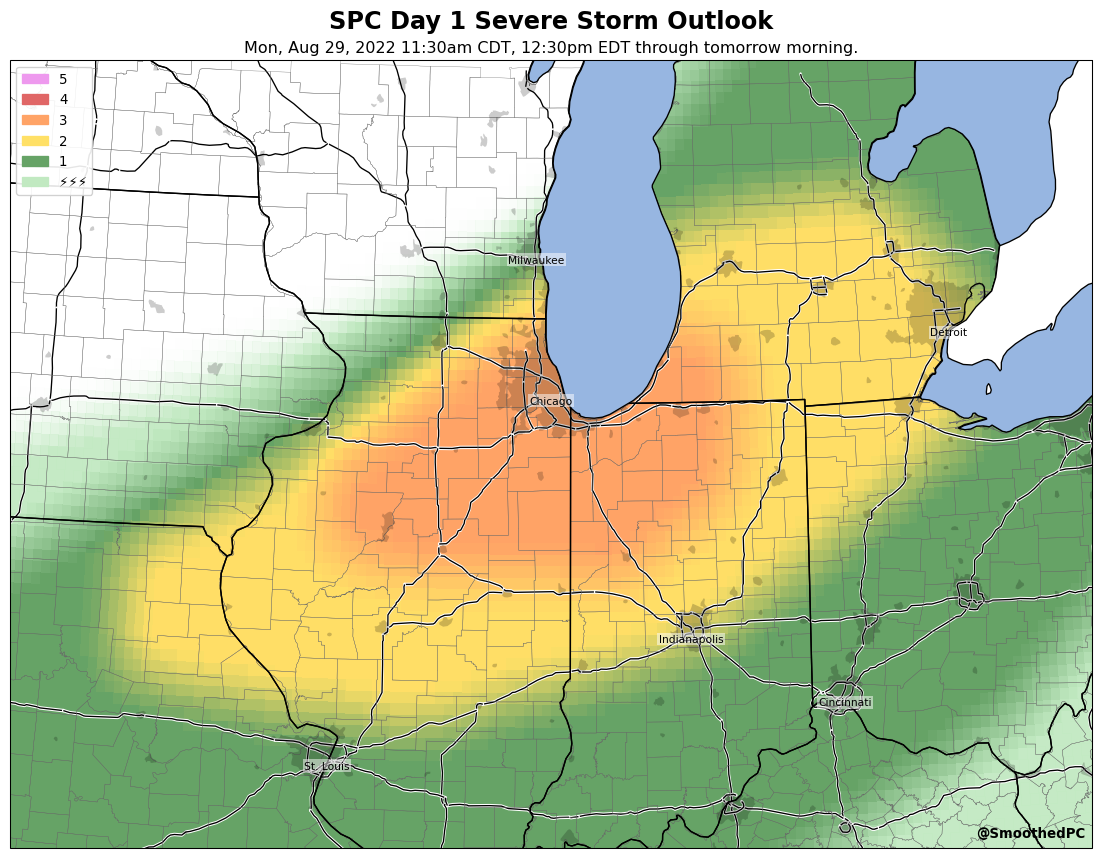 SPC Day 1 Severe Storm Outlook
Mon, Aug 29, 2022 11:30am CDT, 12:30pm EDT through tomorrow morning.
5
4
3
2
1
⚡⚡⚡
Milwaukee
Detroit
Chicago
Indianapolis
Cincinnati
St. Louis
@SmoothedPC